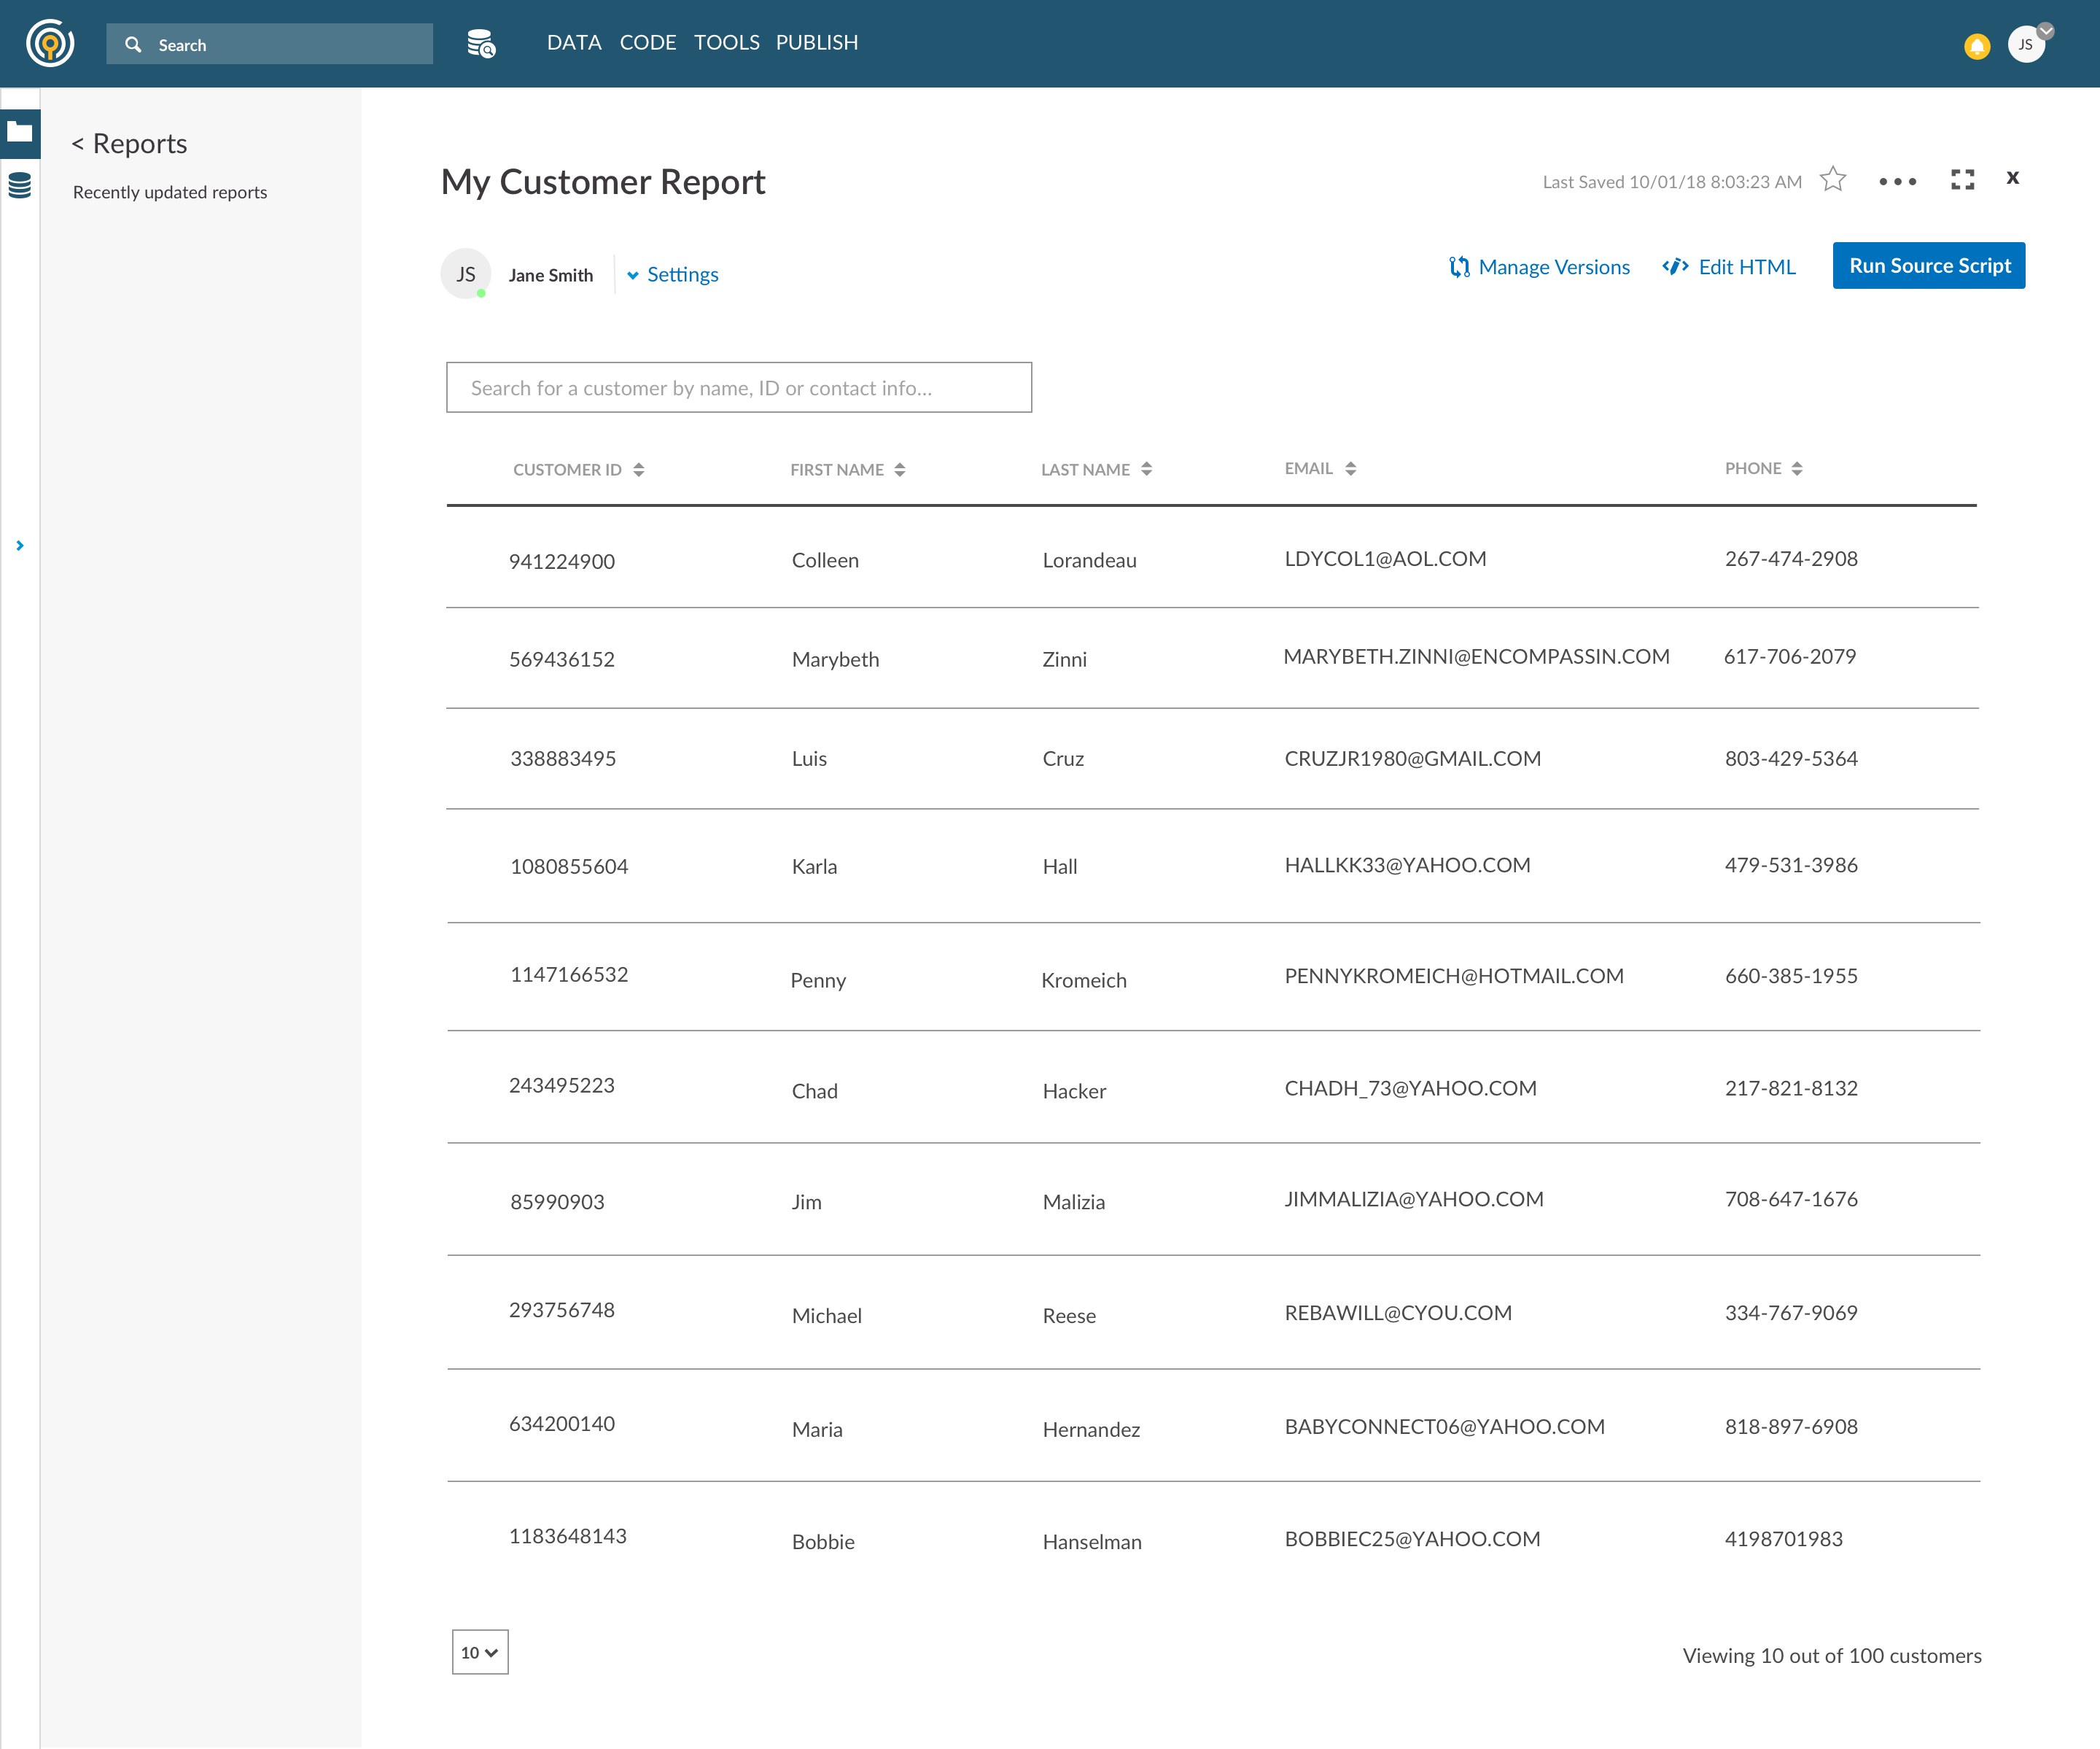 Search
DATA CODE TOOLS PUBLISH
JS
< Reports
Recently updated reports
My Customer Report
Last Saved 10/01/18 8:03:23 AM
x
JS Jane Smith Settings
Manage Versions Edit HTML Run Source Script
Search for a customer by name, ID or contact info...
CUSTOMER ID FIRST NAME LAST NAME EMAIL PHONE
941224900 Colleen Lorandeau LDYCOL1@AOL.COM 267-474-2908
569436152 Marybeth Zinni MARYBETH.ZINNI@ENCOMPASSIN.COM 617-706-2079
338883495 Luis Cruz CRUZJR1980@GMAIL.COM 803-429-5364
1080855604 Karla Hall HALLKK33@YAHOO.COM 479-531-3986
1147166532 Penny Kromeich PENNYKROMEICH@HOTMAIL.COM 660-385-1955
243495223 Chad Hacker CHADH_73@YAHOO.COM 217-821-8132
85990903 Jim Malizia JIMMALIZIA@YAHOO.COM 708-647-1676
293756748 Michael Reese REBAWILL@CYOU.COM 334-767-9069
634200140 Maria Hernandez BABYCONNECT06@YAHOO.COM 818-897-6908
1183648143 Bobbie Hanselman BOBBIEC25@YAHOO.COM 4198701983
10
Viewing 10 out of 100 customers